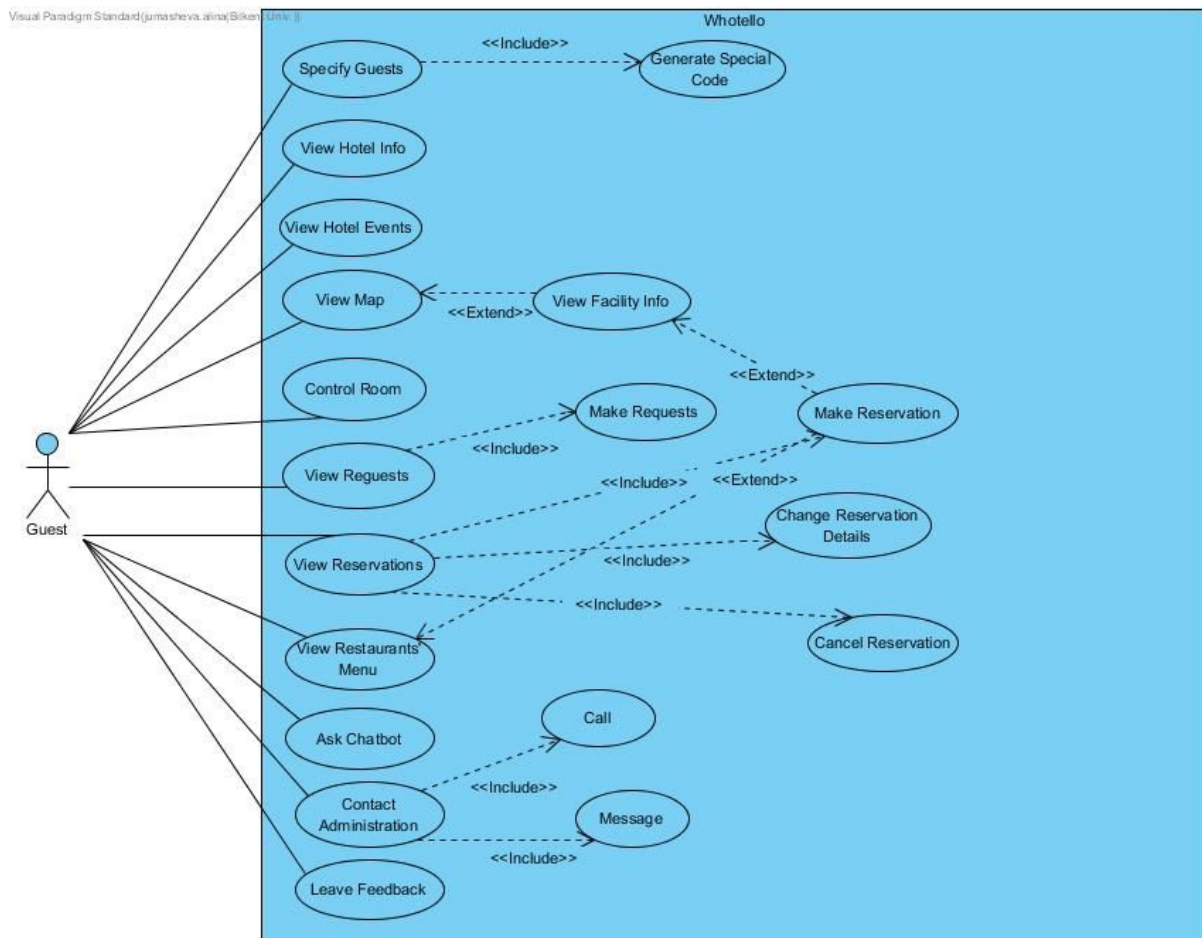 Visual Paradigm Standard(jumasheva.alina(Bilkent Univ.))
Whotello
<<Include>>
Specify Guests
Generate Special
Code
View Hotel Info
View Hotel Events
View Map
View Facility Info
<<Extend>>
<<Extend>>
Control Room
Make Requests
Make Reservation
<<Include>>
View Reguests
<<Include>>
<<Extend>>
Guest
Change Reservation
Details
View Reservations
<<Include>>
<<Include>>
View Restaurants'
Menu
Cancel Reservation
Call
Ask Chatbot
<<Include>>
Contact
Administration
Message
<<Include>>
Leave Feedback